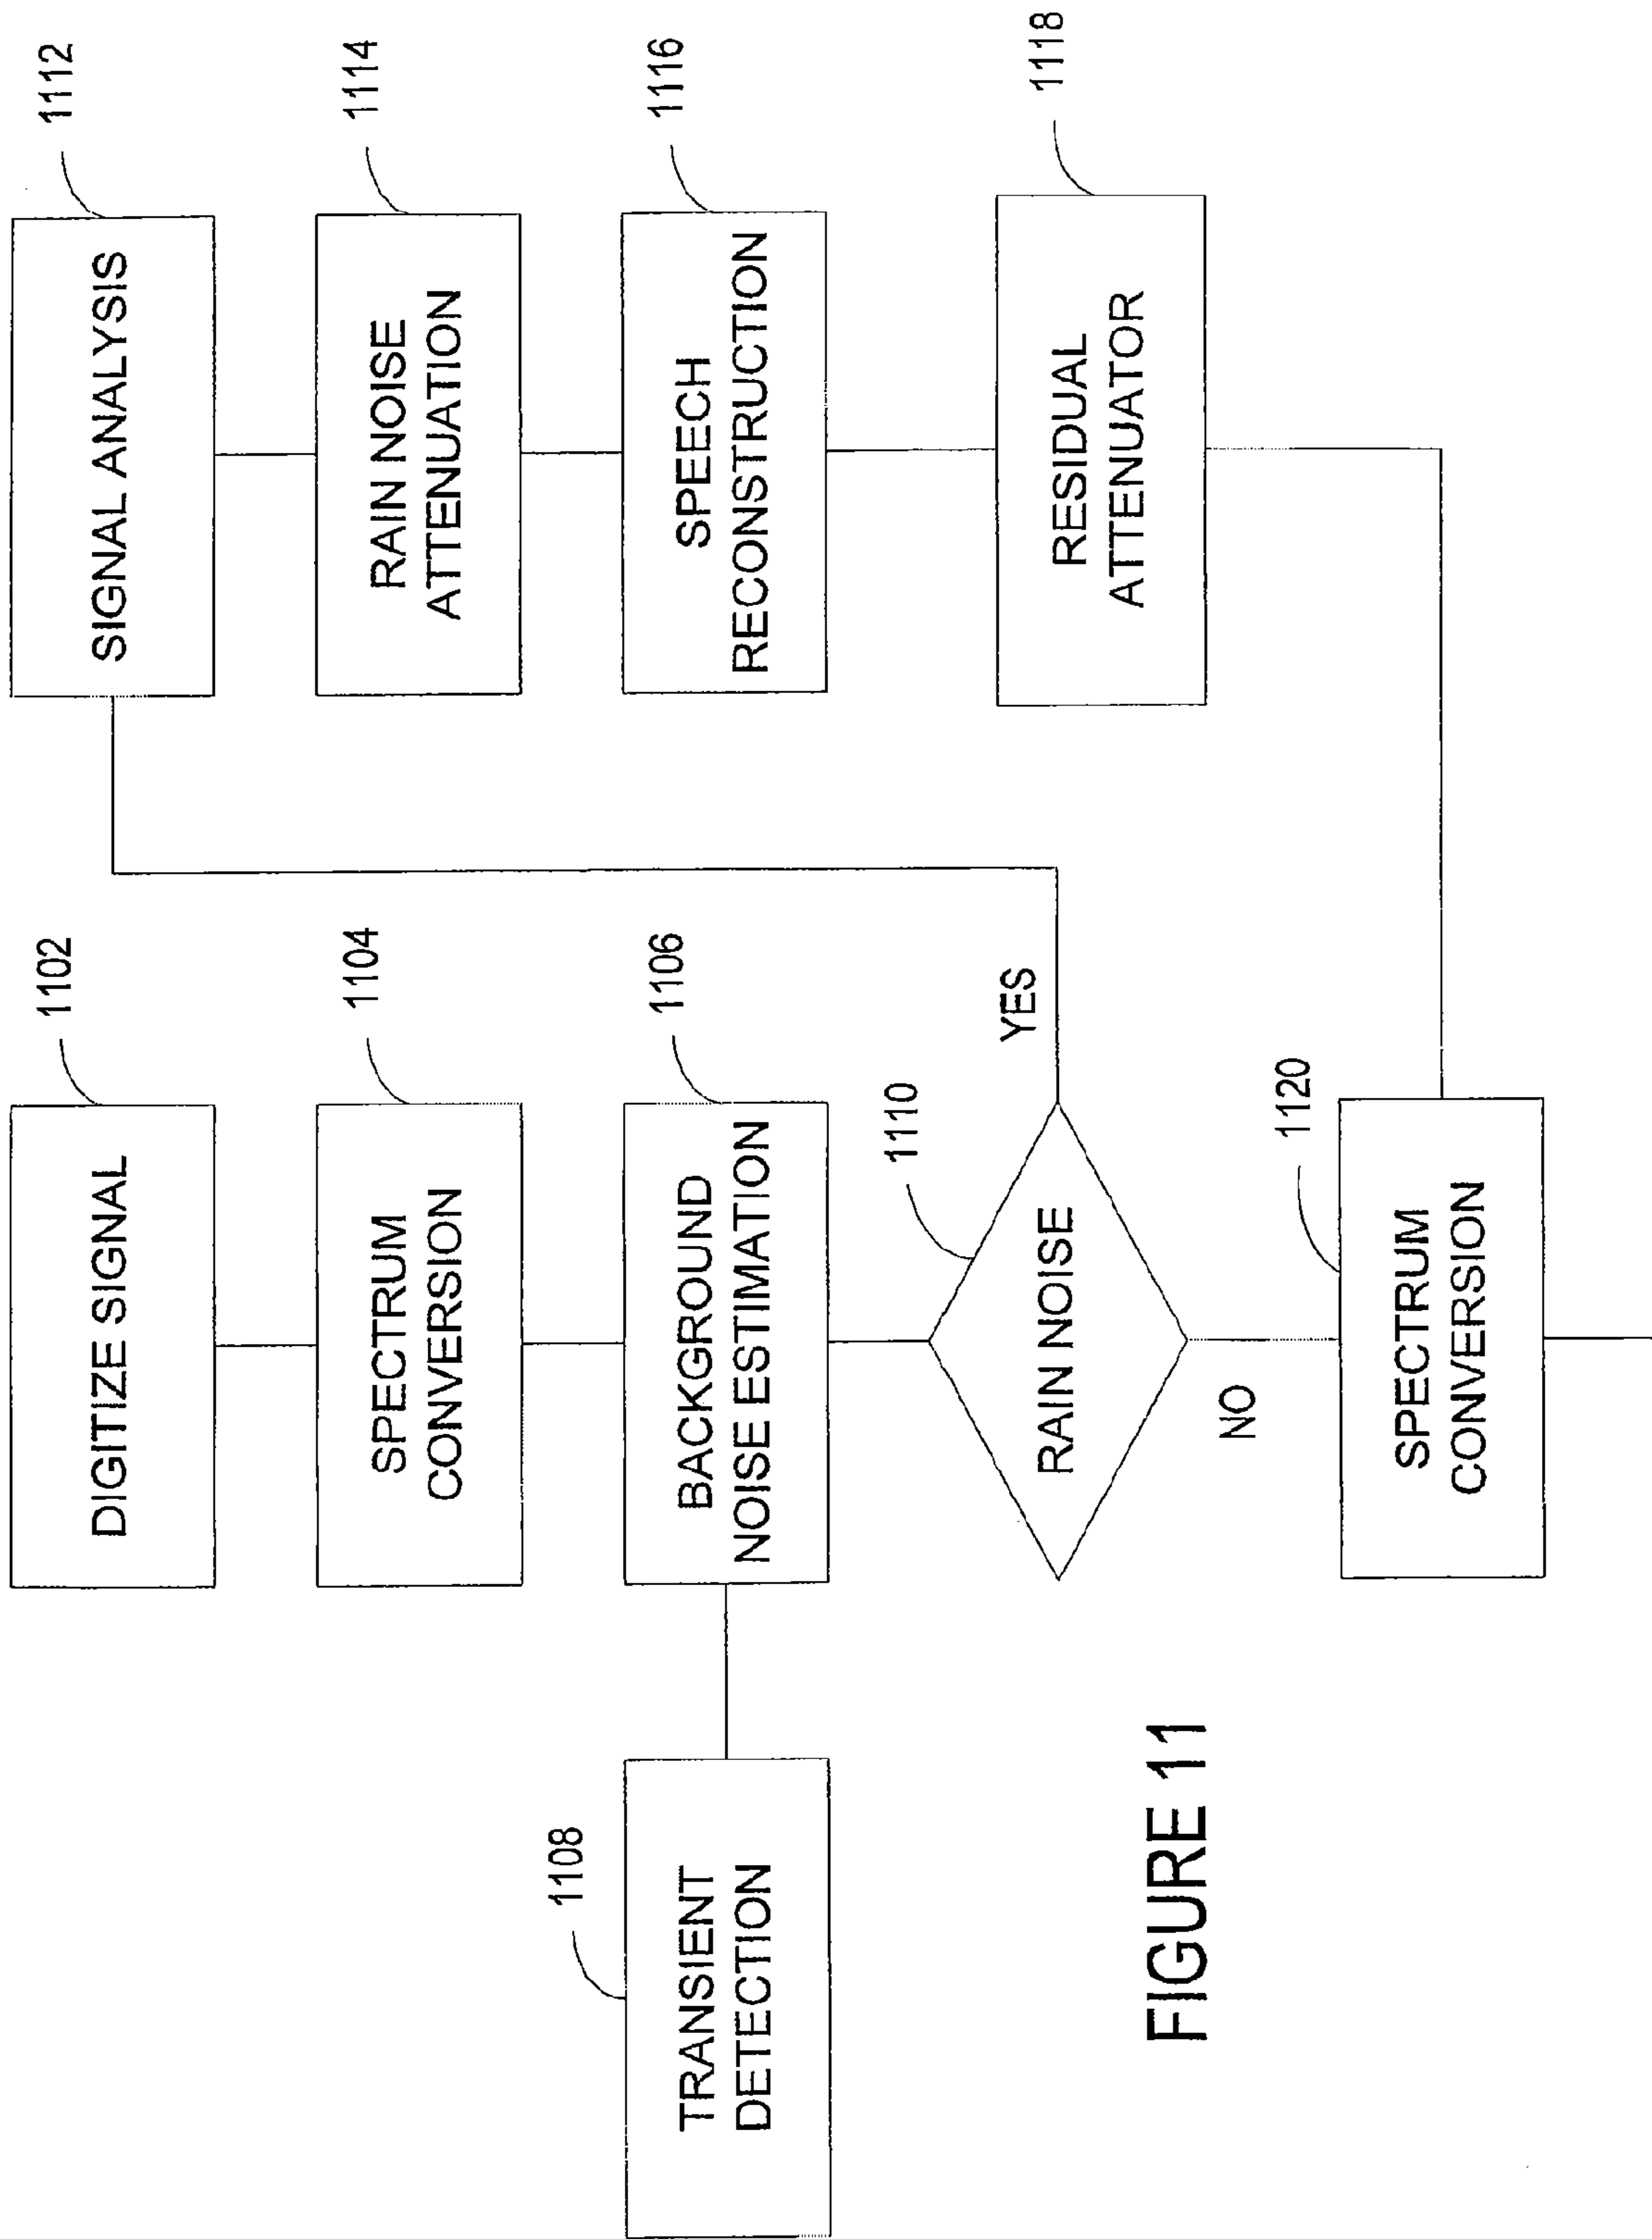 1102
DIGITIZE SIGNAL
1104
SPECTRUM
CONVERSION
1106
BACKGROUND
NOISE ESTIMATION
1108
TRANSIENT
DETECTION
1110
RAIN NOISE
YES
NO
1112
SIGNAL ANALYSIS
1114
RAIN NOISE
ATTENUATION
1116
SPEECH
RECONSTRUCTION
1118
RESIDUAL
ATTENUATOR
1120
SPECTRUM
CONVERSION
FIGURE 11